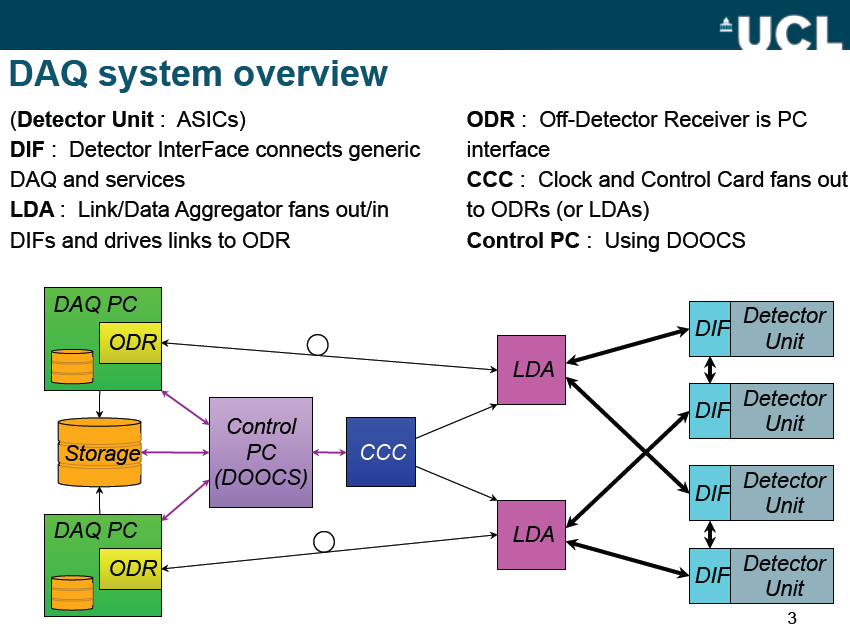 UCL
DAQ system overview
(Detector Unit : ASICs)
DIF : Detector InterFace connects generic
DAQ and services
LDA : Link/Data Aggregator fans out/in
DIFs and drives links to ODR
ODR : Off-Detector Receiver is PC
interface
CCC : Clock and Control Card fans out
to ODRs (or LDAs)
Control PC : Using DOOCS
DAQ PC
ODR
Storage
DAQ PC
ODR
Control
PC
(DOOCS)
CCC
LDA
LDA
DIF
Detector
Unit
DIF
Detector
Unit
DIF
Detector
Unit
DIF
Detector
Unit
3